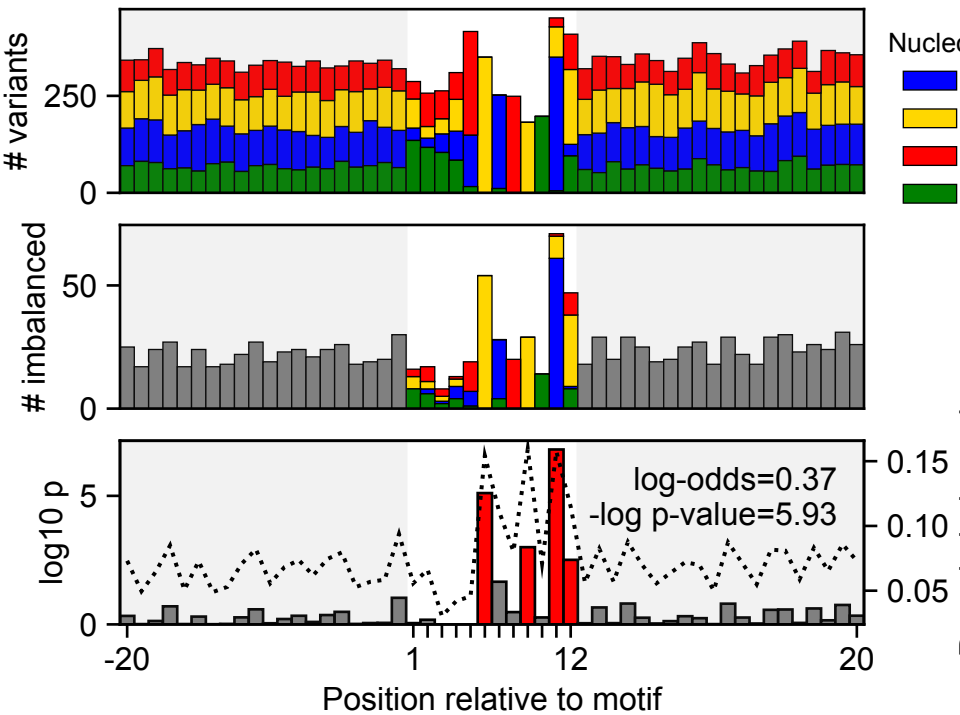 # variants
250
0
Nucleo
# imbalanced
50
0
log10 p
5
0
log-odds=0.37
-log p-value=5.93
0.15
0.10
0.05
-20
1
12
20
Position relative to motif